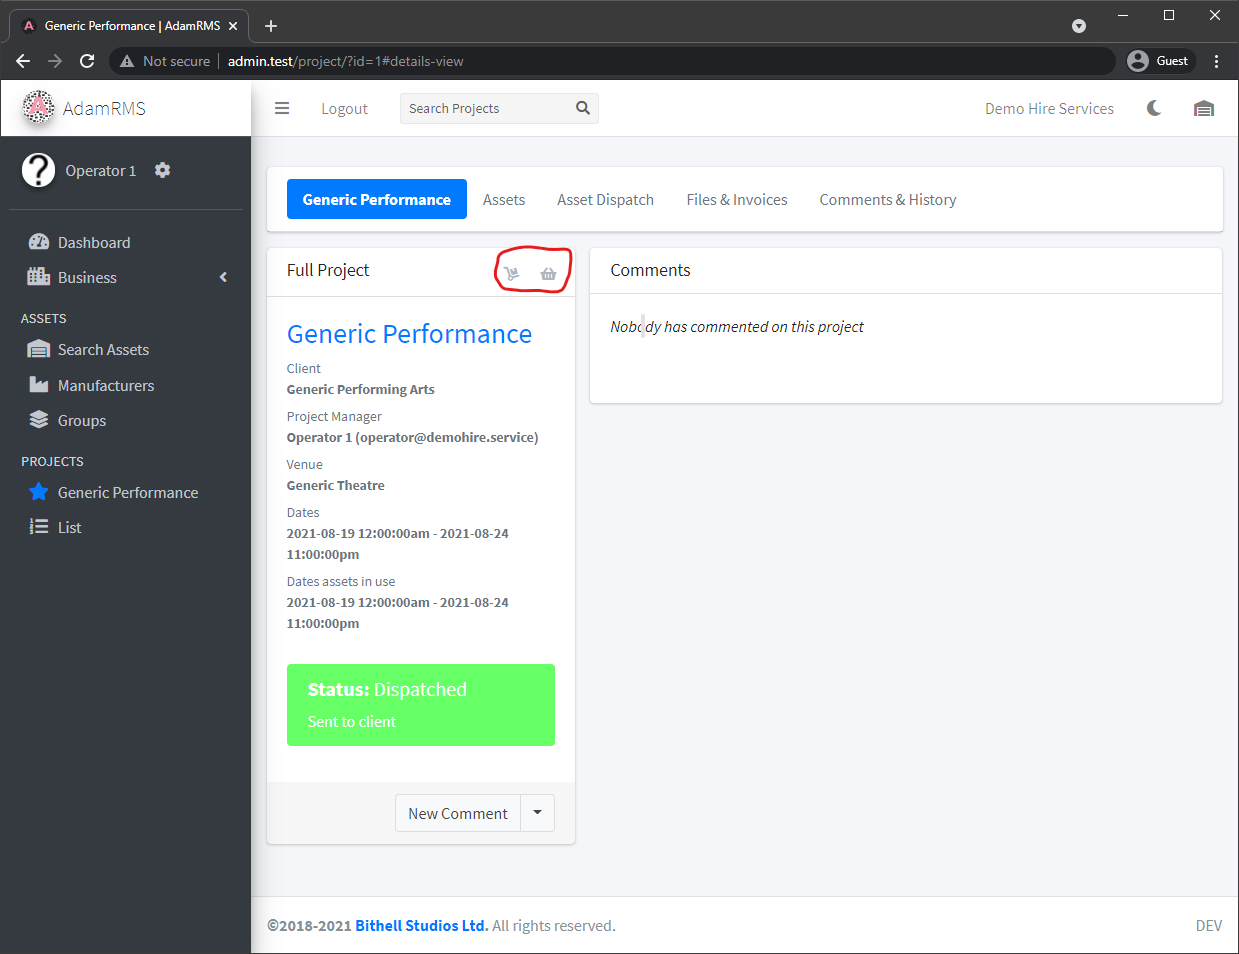 Generic Performance | AdamRMS
Not secure admin.test/project/?id=1#details-view
Guest
AdamRMS
Logout
Search Projects
Demo Hire Services
Operator 1
Dashboard
Business
ASSETS
Search Assets
Manufacturers
Groups
PROJECTS
Generic Performance
List
Generic Performance
Assets
Asset Dispatch
Files & Invoices
Comments & History
Full Project
Generic Performance
Client
Generic Performing Arts
Project Manager
Operator 1 (operator@demohire.service)
Venue
Generic Theatre
Dates
2021-08-19 12:00:00am - 2021-08-24
11:00:00pm
Dates assets in use
2021-08-19 12:00:00am - 2021-08-24
11:00:00pm
Status: Dispatched
Sent to client
New Comment
Comments
Nobody has commented on this project
©2018-2021 Bithell Studios Ltd. All rights reserved.
DEV